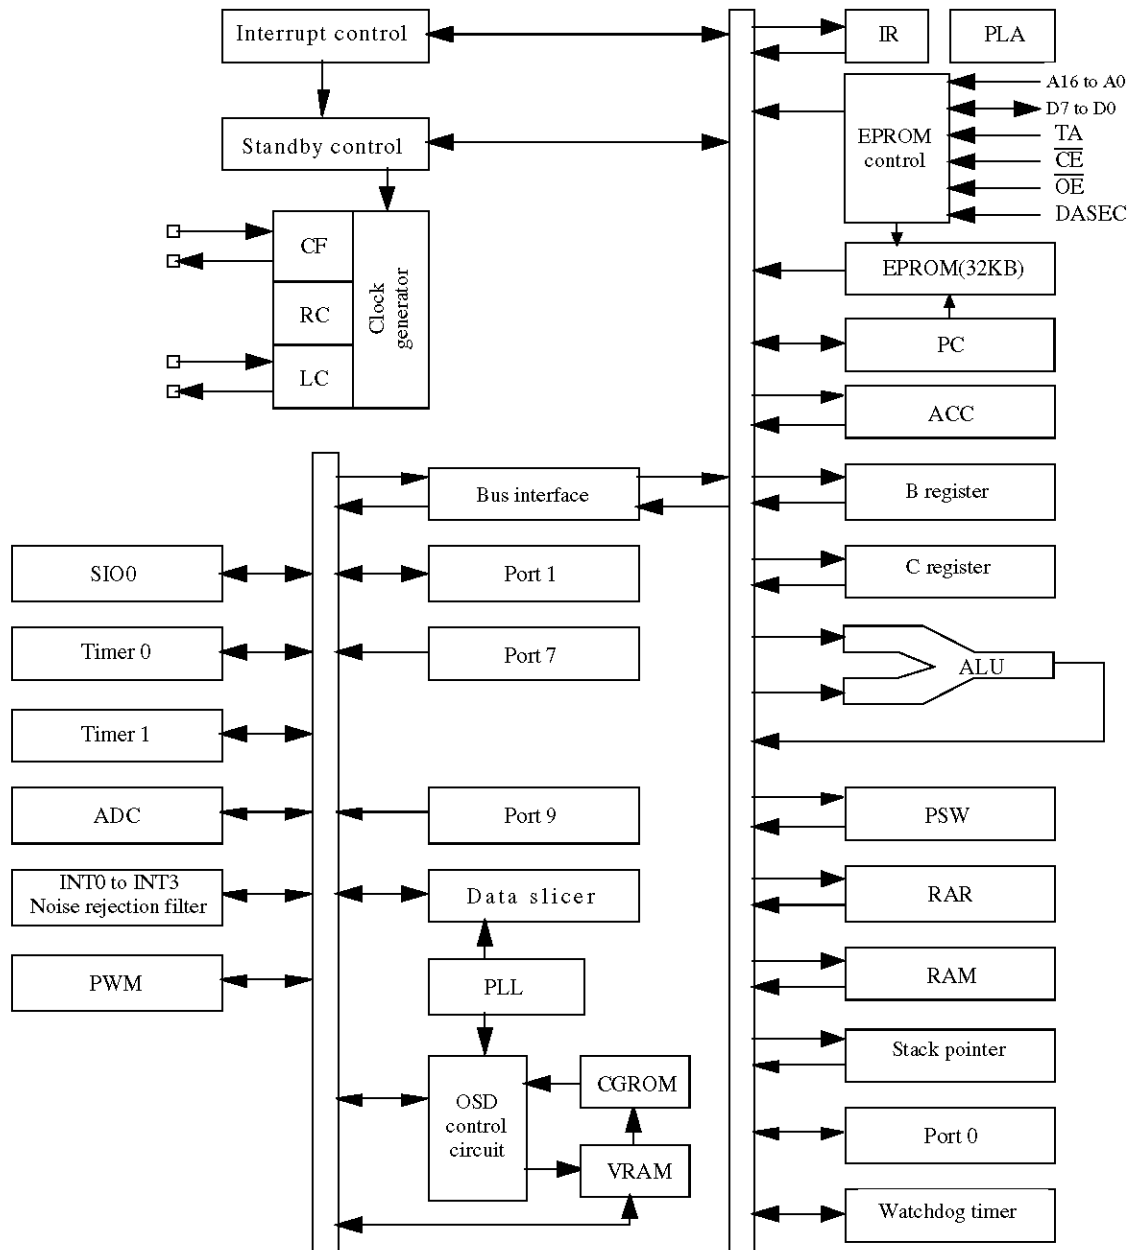 Interrupt control
IR
PLA
A16 to A0
D7 to D0
TA
CE
OE
DASEC
EPROM
control
Standby control
CF
RC
LC
Clock
generator
EPROM(32KB)
PC
ACC
Bus interface
B register
SIO0
Port 1
C register
Timer 0
Port 7
ALU
Timer 1
ADC
Port 9
PSW
INT0 to INT3
Noise rejection filter
Data slicer
RAR
PWM
PLL
RAM
Stack pointer
OSD
control
circuit
CGROM
VRAM
Port 0
Watchdog timer